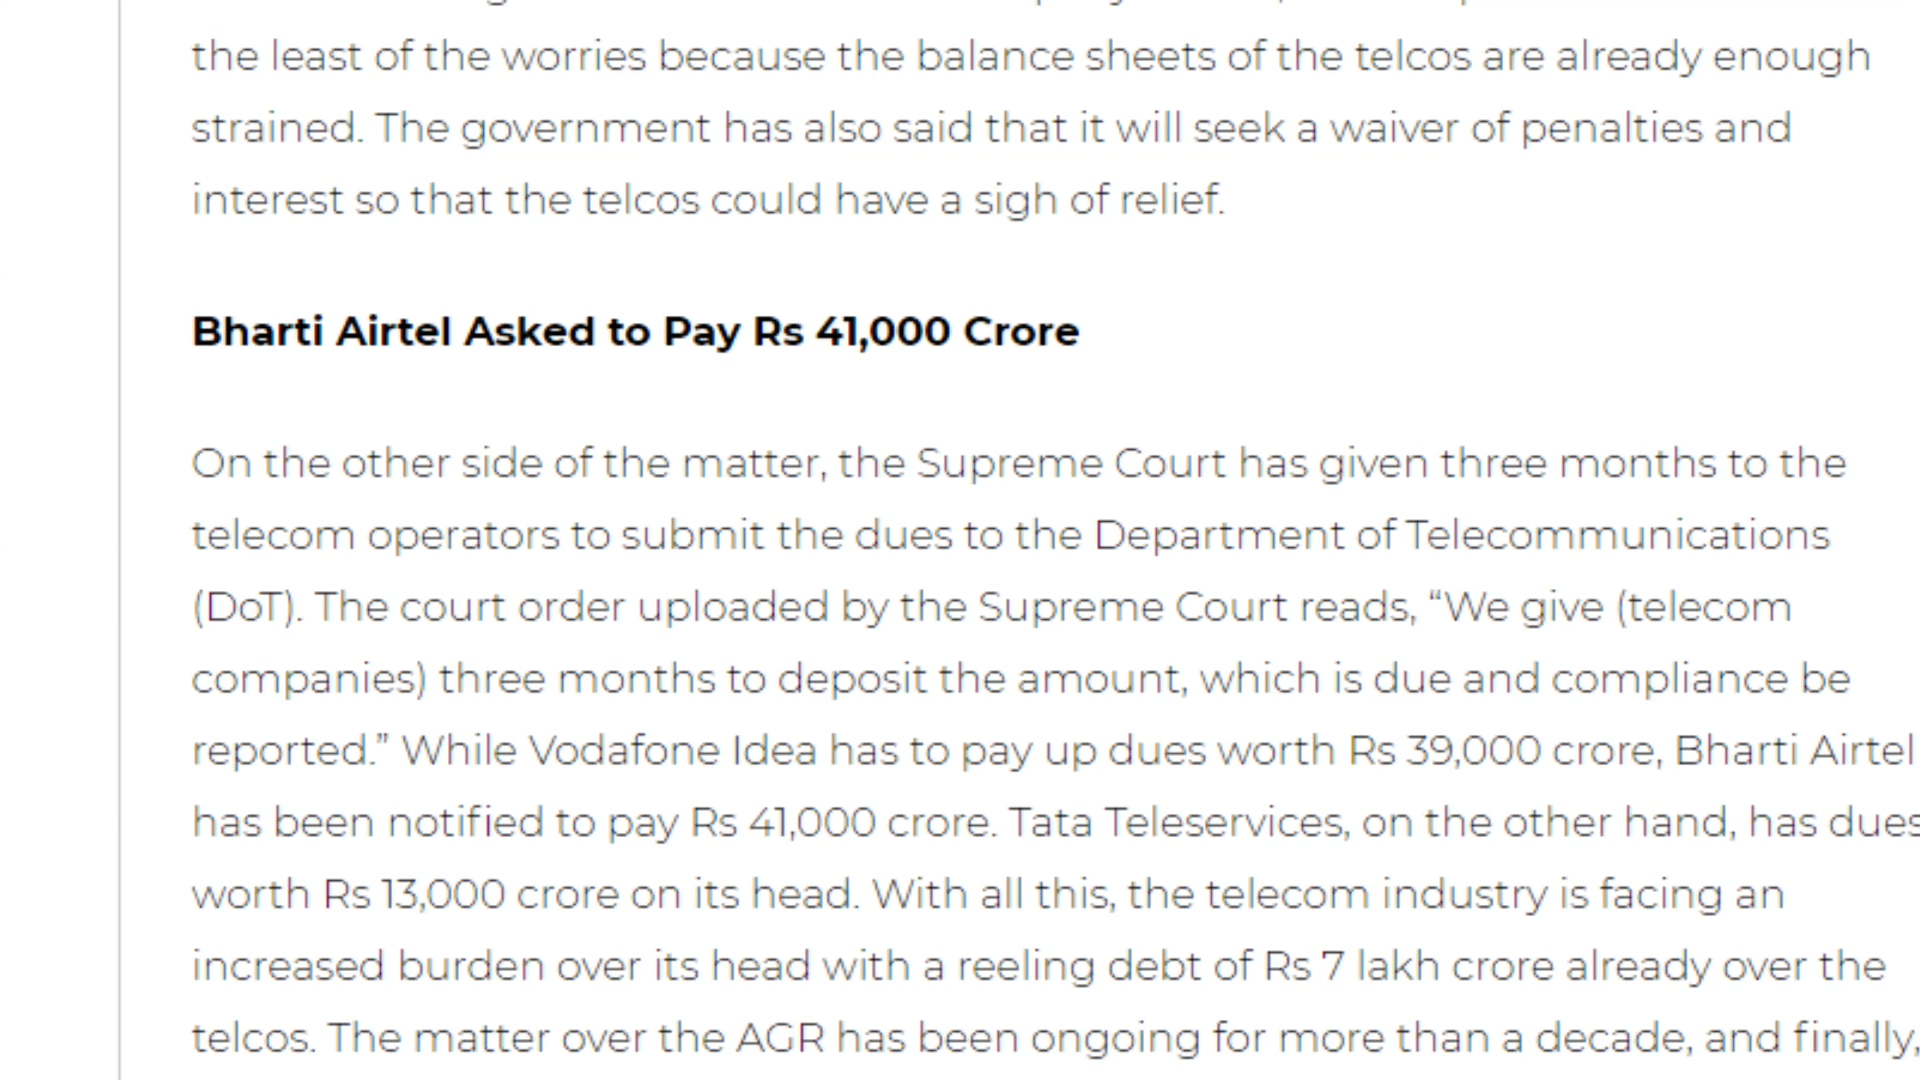 the least of the worries because the balance sheets of the telcos are already enough
strained. The government has also said that it will seek a waiver of penalties and
interest so that the telcos could have a sigh of relief.
Bharti Airtel Asked to Pay Rs 41,000 Crore
On the other side of the matter, the Supreme Court has given three months to the
telecom operators to submit the dues to the Department of Telecommunications
(DoT). The court order uploaded by the Supreme Court reads, “We give (telecom
companies) three months to deposit the amount, which is due and compliance be
reported.” While Vodafone Idea has to pay up dues worth Rs 39,000 crore, Bharti Airtel
has been notified to pay Rs 41,000 crore. Tata Teleservices, on the other hand, has dues
worth Rs 13,000 crore on its head. With all this, the telecom industry is facing an
increased burden over its head with a reeling debt of Rs 7 lakh crore already over the
telcos. The matter over the AGR has been ongoing for more than a decade, and finally,